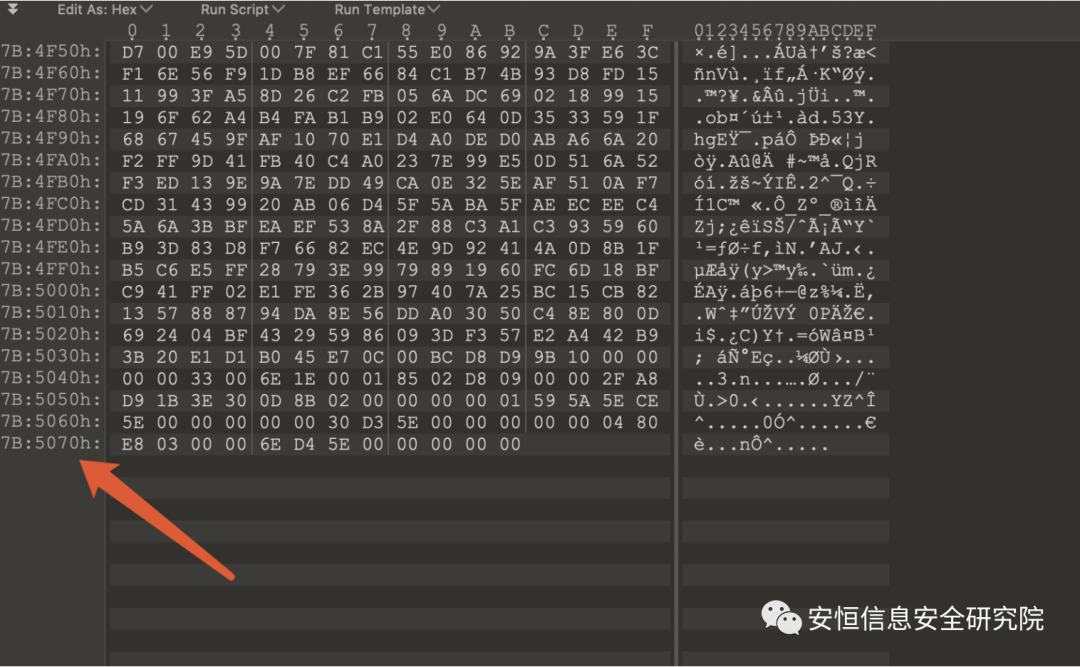 Edit As: Hex Run Script Run Template
0 1 2 3 4 5 6 7 8 9 A B C D E F 0123456789ABCDEF
7B:4F50h: D7 00 E9 5D 00 7F 81 C1 55 E0 86 92 9A 3F E6 3C ×.é]...ÁUà†’š?æ<
7B:4F60h: F1 6E 56 F9 1D B8 EF 66 84 C1 B7 4B 93 D8 FD 15 ñnVù.¸ïf„Á·K“Øý.
7B:4F70h: 11 99 3F A5 8D 26 C2 FB 05 6A DC 69 02 18 99 15 .™?¥.&Âû.jÜi..™.
7B:4F80h: 19 6F 62 A4 B4 FA B1 B9 02 E0 64 0D 35 33 59 1F .ob¤´ú±¹.àd.53Y.
7B:4F90h: 68 67 45 9F AF 10 70 E1 D4 A0 DE D0 AB A6 6A 20 hgEŸ¯.páÔ ÞÐ«¦j
7B:4FA0h: F2 FF 9D 41 FB 40 C4 A0 23 7E 99 E5 0D 51 6A 52 òÿ.Aû@Ä #~™å.QjR
7B:4FB0h: F3 ED 13 9E 9A 7E DD 49 CA 0E 32 5E AF 51 0A F7 óí.žš~ÝIÊ.2^¯Q.÷
7B:4FC0h: CD 31 43 99 20 AB 06 D4 5F 5A BA 5F AE EC EE C4 Í1C™ «.Ô_Zº_®ìîÄ
7B:4FD0h: 5A 6A 3B BF EA EF 53 8A 2F 88 C3 A1 C3 93 59 60 Zj;¿êïSŠ/ˆÃ¡Ã“Y`
7B:4FE0h: B9 3D 83 D8 F7 66 82 EC 4E 9D 92 41 4A 0D 8B 1F ¹=ƒØ÷f‚ìN.’AJ.‹.
7B:4FF0h: B5 C6 E5 FF 28 79 3E 99 79 89 19 60 FC 6D 18 BF µÆåÿ(y>™y‰.`üm.¿
7B:5000h: C9 41 FF 02 E1 FE 36 2B 97 40 7A 25 BC 15 CB 82 ÉAÿ.áþ6+—@z%¼.Ë‚
7B:5010h: 13 57 88 87 94 DA 8E 56 DD A0 30 50 C4 8E 80 0D .Wˆ‡”ÚŽVÝ 0PÄŽ€.
7B:5020h: 69 24 04 BF 43 29 59 86 09 3D F3 57 E2 A4 42 B9 i$.¿C)Y†.=óWâ¤B¹
7B:5030h: 3B 20 E1 D1 B0 45 E7 0C 00 BC D8 D9 9B 10 00 00 ; áÑ°Eç..¼ØÙ›...
7B:5040h: 00 00 33 00 6E 1E 00 01 85 02 D8 09 00 00 2F A8 ..3.n...….Ø.../¨
7B:5050h: D9 1B 3E 30 0D 8B 02 00 00 00 00 01 59 5A 5E CE Ù.>0.‹......YZ^Î
7B:5060h: 5E 00 00 00 00 00 30 D3 5E 00 00 00 00 00 04 80 ^.....0Ó^......€
7B:5070h: E8 03 00 00 6E D4 5E 00 00 00 00 00 è...nÔ^.....
安恒信息安全研究院